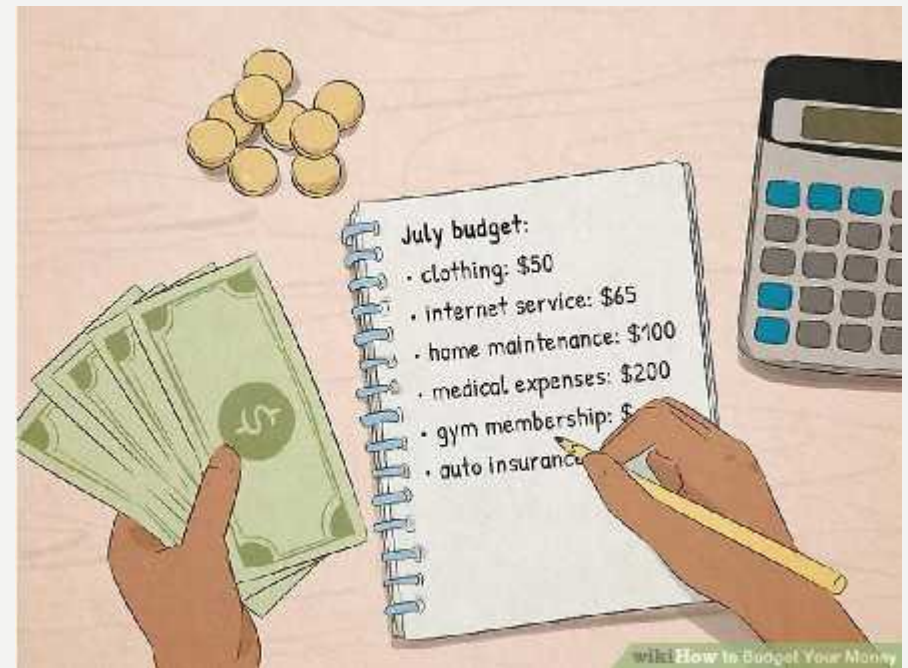 July budget:
· clothing: $50
· internet service: $65
· home maintenance: $100
· medical expenses: $200
· gym membership: $
· auto insurance
wikiHow to Budget Your Money